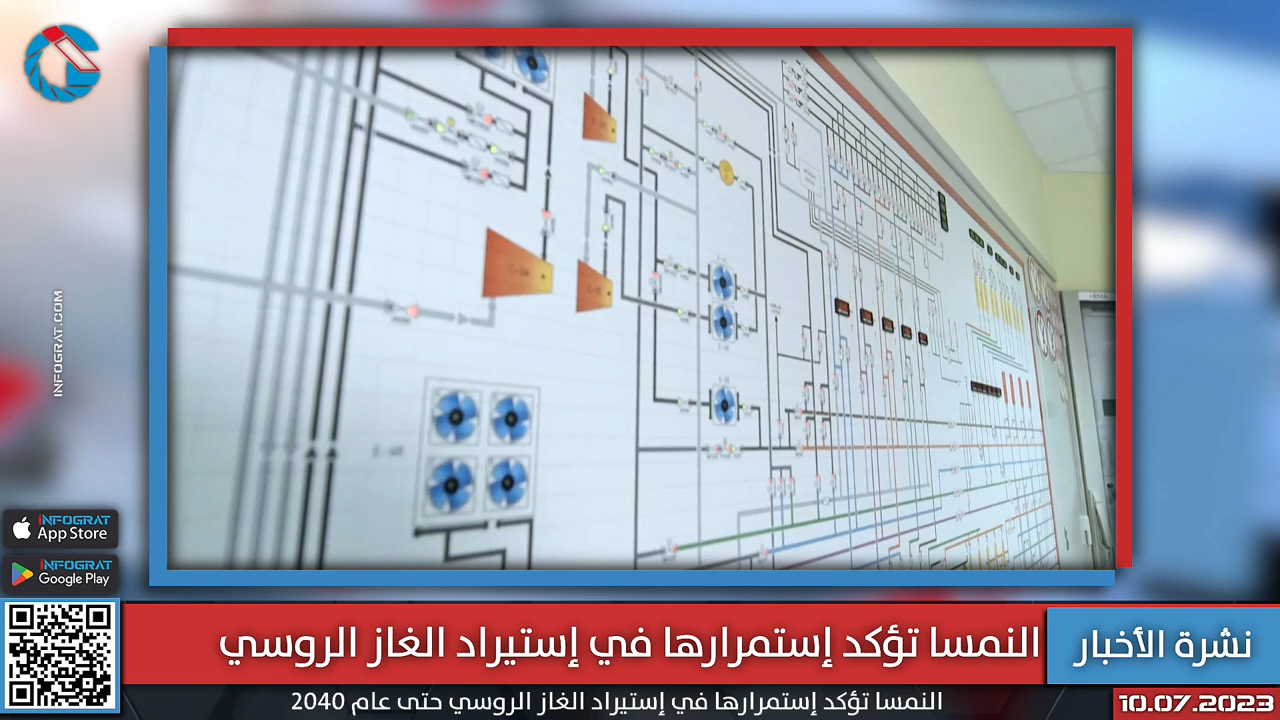 INFOGRAT.COM
INFOGRAT
App Store
INFOGRAT
Google Play
نشرة الأخبار
النمسا تؤكد إستمرارها في إستيراد الغاز الروسي
10.07.2023
النمسا تؤكد إستمرارها في إستيراد الغاز الروسي حتى عام 2040